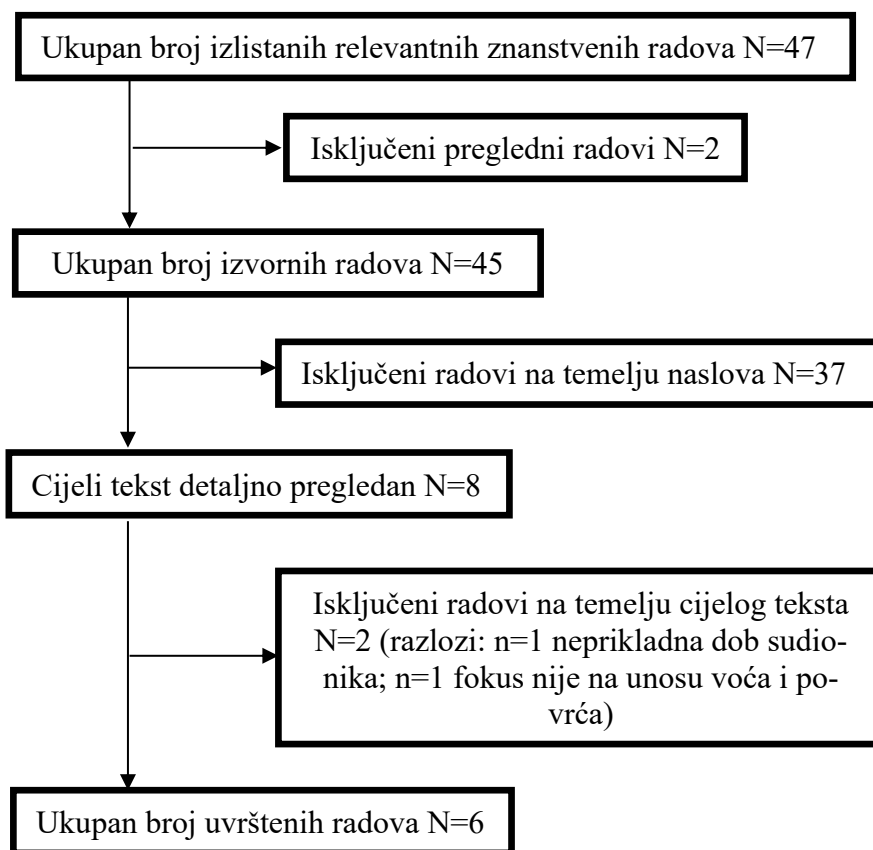 Ukupan broj izlistanih relevantnih znanstvenih radova N=47
Isključeni pregledni radovi N=2
Ukupan broj izvornih radova N=45
Isključeni radovi na temelju naslova N=37
Cijeli tekst detaljno pregledan N=8
Isključeni radovi na temelju cijelog teksta
N=2 (razlozi: n=1 neprikladna dob sudio-
nika; n=1 fokus nije na unosu voća i po-
vrća)
Ukupan broj uvrštenih radova N=6